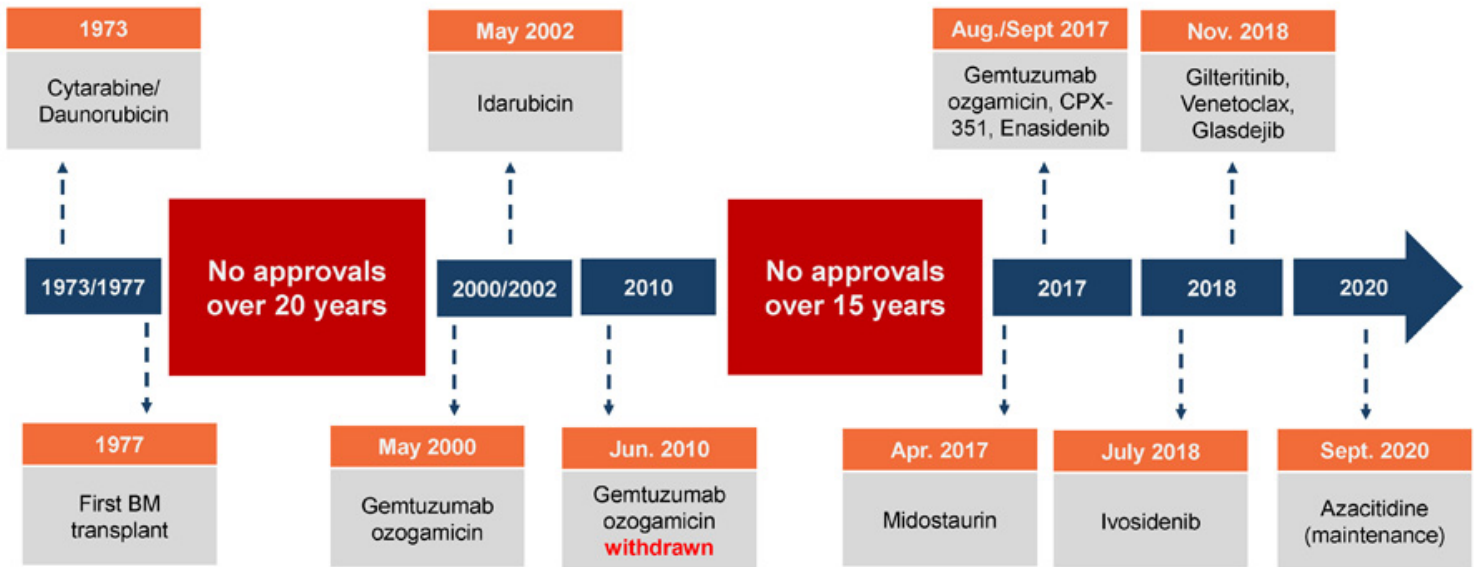 1973
Cytarabine/
Daunorubicin
May 2002
Idarubicin
Aug./Sept 2017
Gemtuzumab
ozgamicin, CPX-
351, Enasidenib
Nov. 2018
Gilteritinib,
Venetoclax,
Glasdejib
1973/1977
No approvals
over 20 years
2000/2002
2010
No approvals
over 15 years
2017
2018
2020
1977
First BM
transplant
May 2000
Gemtuzumab
ozogamicin
Jun. 2010
Gemtuzumab
ozogamicin
withdrawn
Apr. 2017
Midostaurin
July 2018
Ivosidenib
Sept. 2020
Azacitidine
(maintenance)